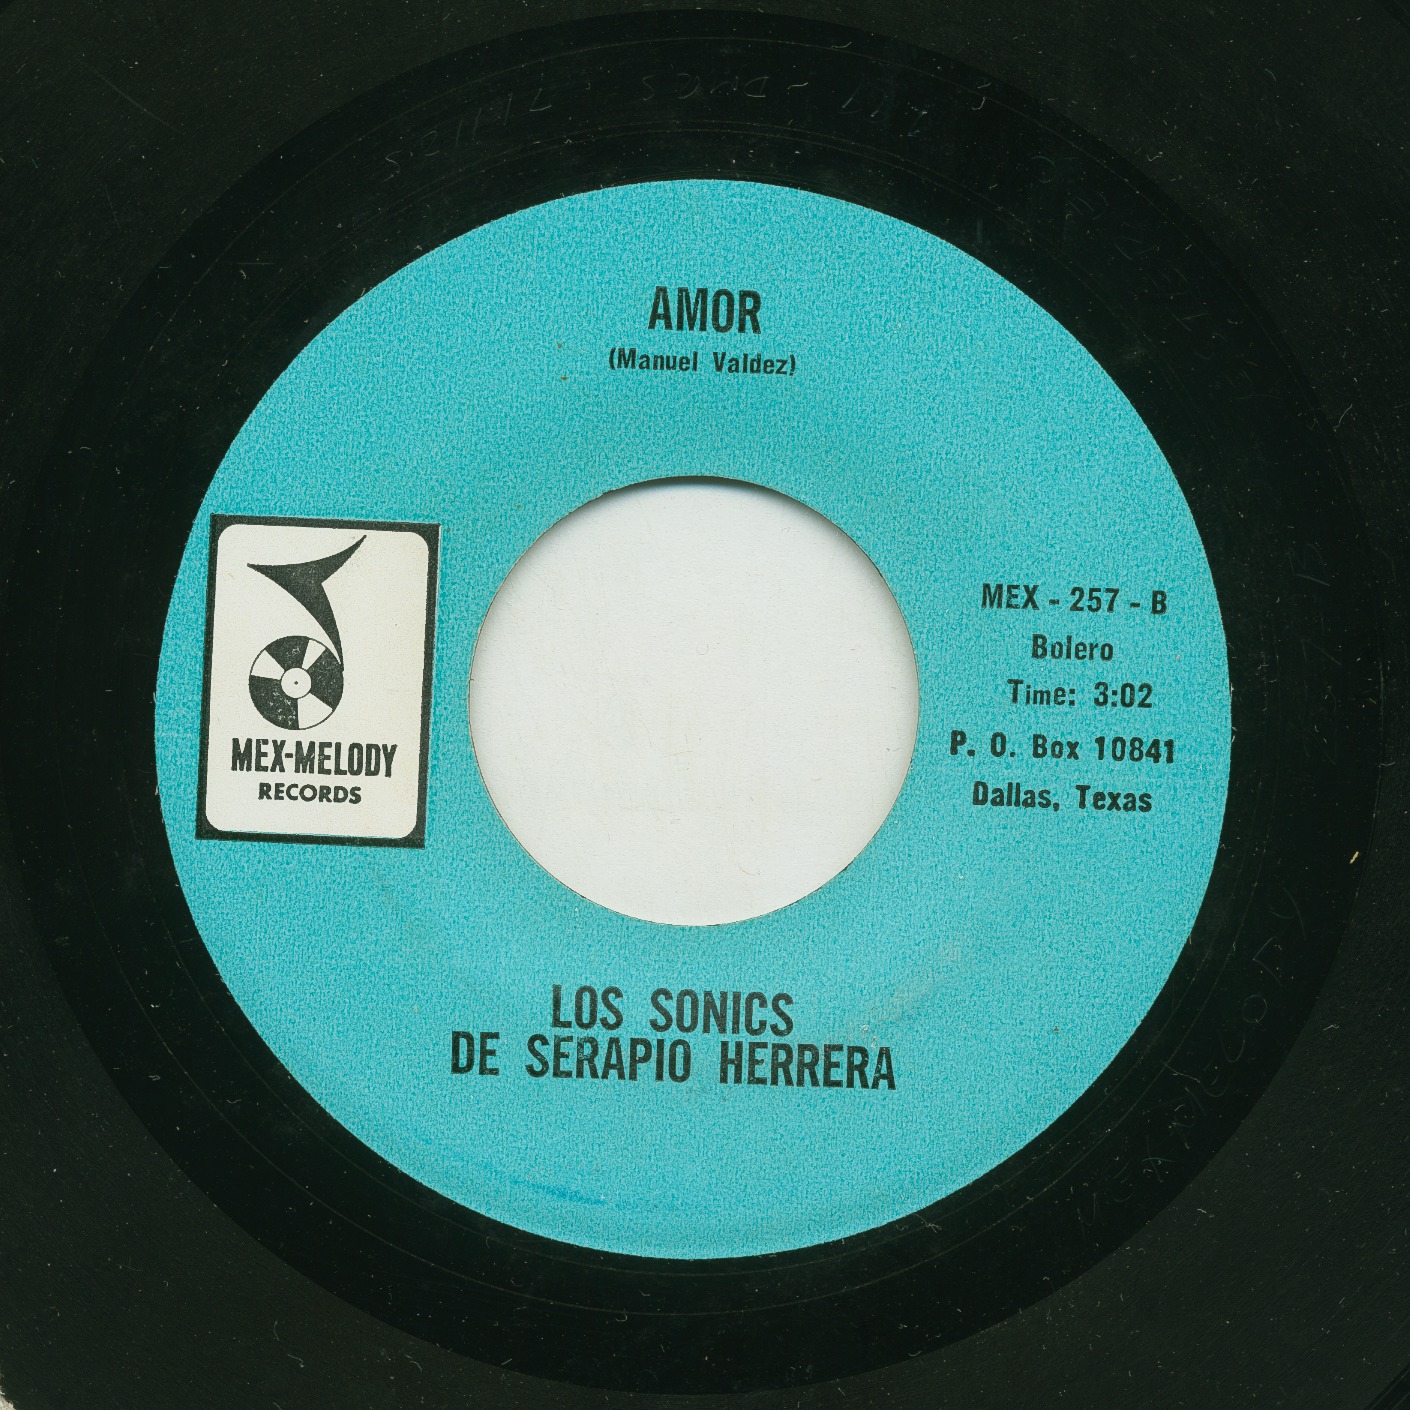 AMOR
(Manuel Valdez)
MEX-MELODY
RECORDS
MEX - 257 - B
Bolero
Time: 3:02
P. O. Box 10841
Dallas, Texas
LOS SONICS
DE SERAPIO HERRERA